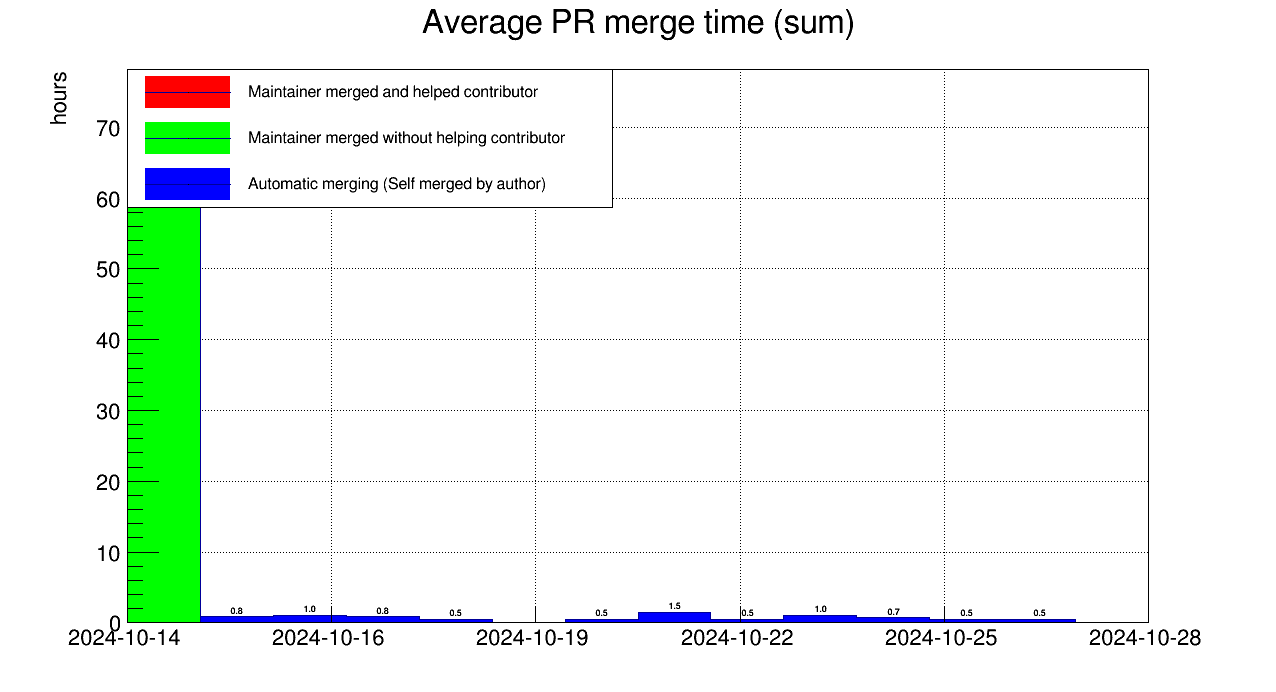 Average PR merge time (sum)
hours
Maintainer merged and helped contributor
Maintainer merged without helping contributor
Automatic merging (Self merged by author)
70
60
50
40
30
20
10
0
0.8 1.0 0.8 0.5 0.5 1.5 0.5 1.0 0.7 0.5 0.5
2024-10-14 2024-10-16 2024-10-19 2024-10-22 2024-10-25 2024-10-28